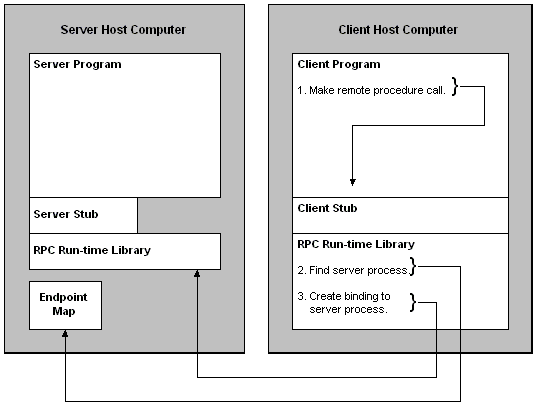 Server Host Computer
Server Program
Server Stub
RPC Run-time Library
Endpoint
Map
Client Host Computer
Client Program
1. Make remote procedure call.
Client Stub
RPC Run-time Library
2. Find server process.
3. Create binding to
server process.